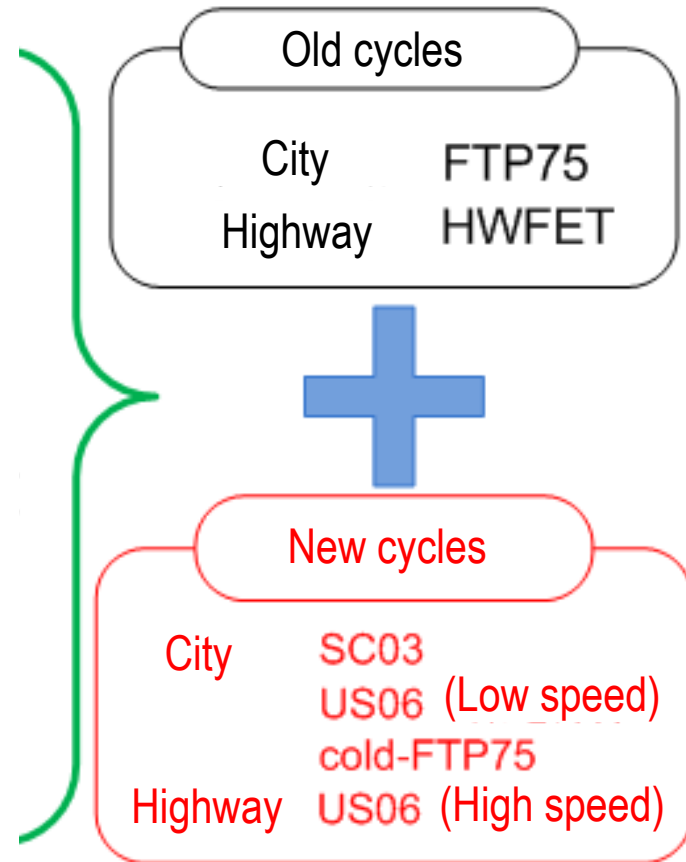 Old cycles
City FTP75
Highway HWFET
New cycles
City SC03
US06 (Low speed)
cold-FTP75
Highway US06 (High speed)